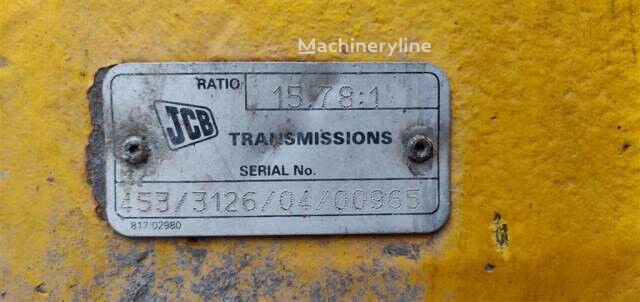 Machineryline
RATIO 15.78:1
JCB
TRANSMISSIONS
SERIAL No.
453/3126/04/00965
817/02980